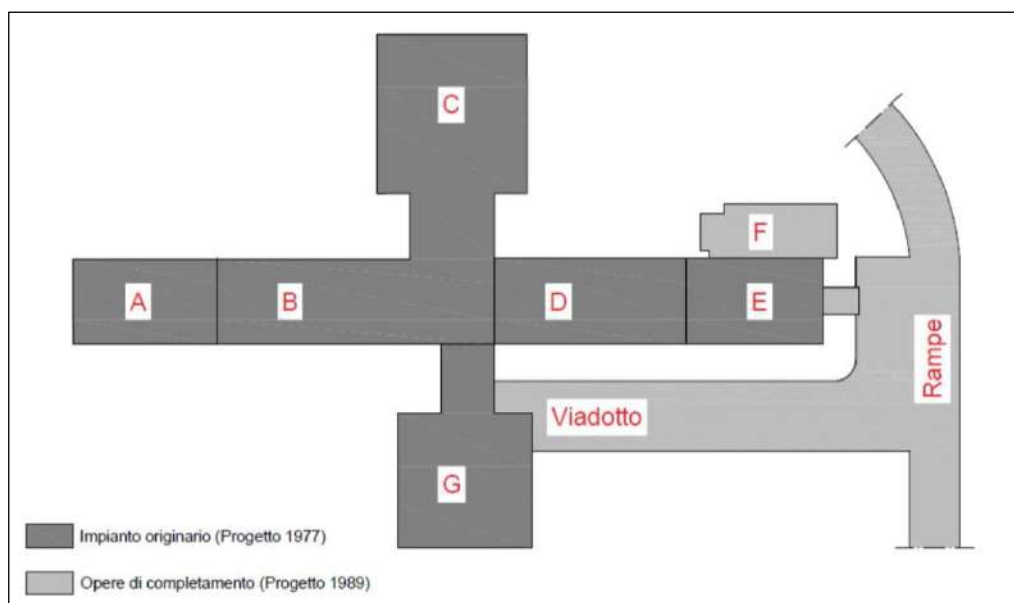 C
F
A
B
D
E
Rampe
Viadotto
G
Impianto originario (Progetto 1977)
Opere di completamento (Progetto 1989)